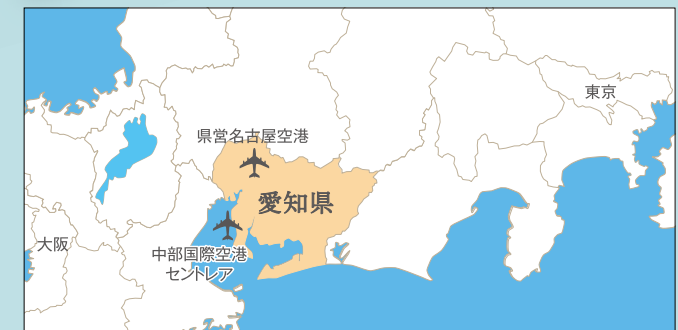 東京
県営名古屋空港
愛知県
大阪
中部国際空港
セントレア